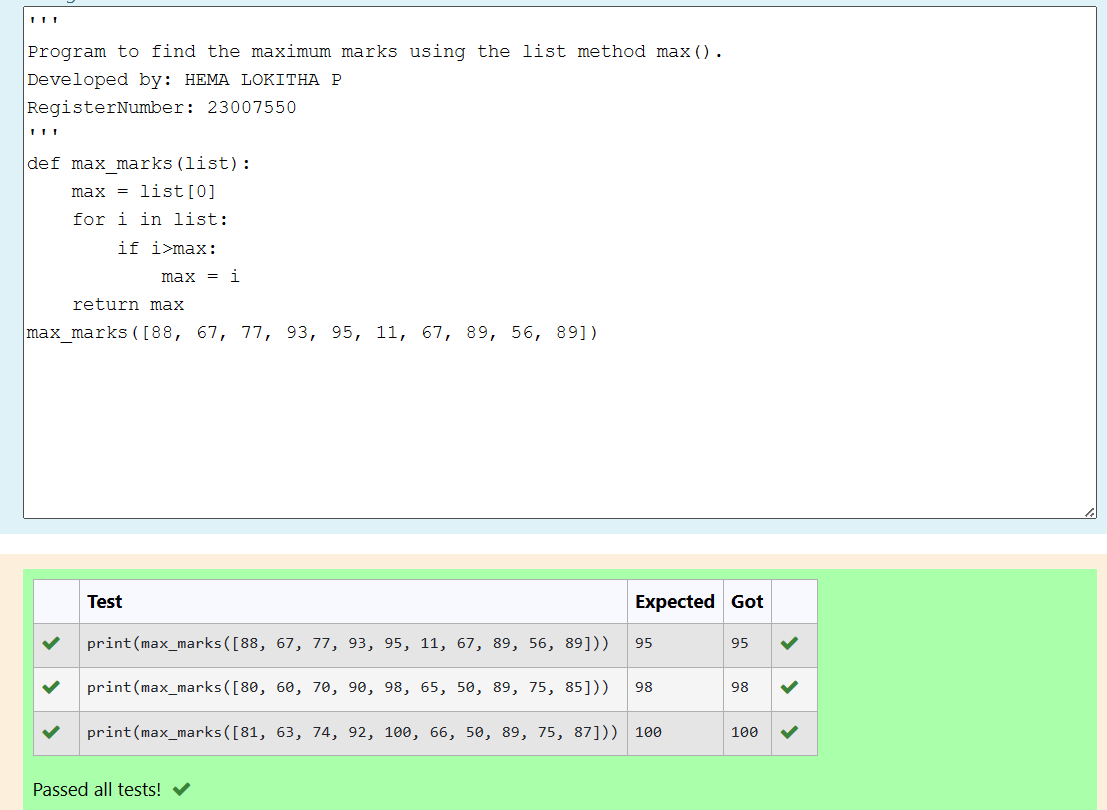 '''
Program to find the maximum marks using the list method max().
Developed by: HEMA LOKITHA P
RegisterNumber: 23007550
'''
def max_marks(list):
    max = list[0]
    for i in list:
        if i>max:
            max = i
    return max
max_marks([88, 67, 77, 93, 95, 11, 67, 89, 56, 89])
Test Expected Got
print(max_marks([88, 67, 77, 93, 95, 11, 67, 89, 56, 89])) 95 95
print(max_marks([80, 60, 70, 90, 98, 65, 50, 89, 75, 85])) 98 98
print(max_marks([81, 63, 74, 92, 100, 66, 50, 89, 75, 87])) 100 100
Passed all tests!